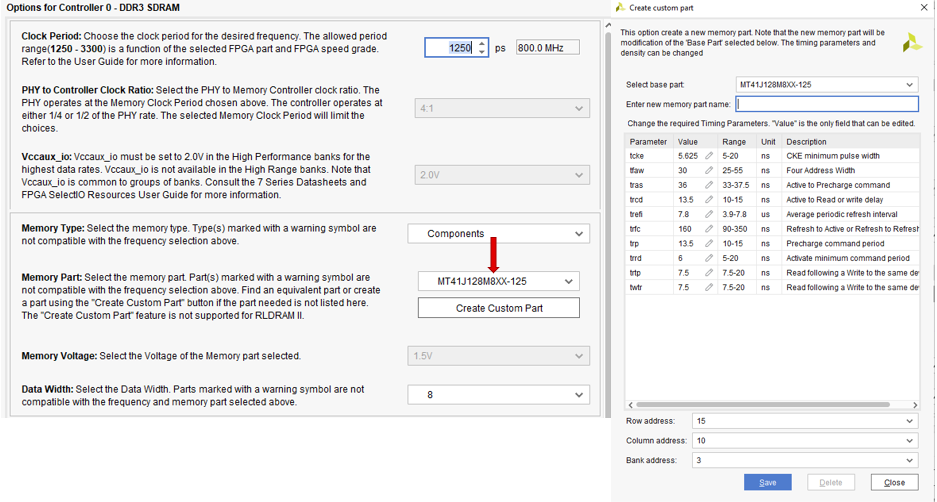 Options for Controller 0 - DDR3 SDRAM
Clock Period: Choose the clock period for the desired frequency. The allowed period
range(1250 - 3300) is a function of the selected FPGA part and FPGA speed grade.
Refer to the User Guide for more information.
1250 ps 800.0 MHz
PHY to Controller Clock Ratio: Select the PHY to Memory Controller clock ratio. The
PHY operates at the Memory Clock Period chosen above. The controller operates at
either 1/4 or 1/2 of the PHY rate. The selected Memory Clock Period will limit the
choices.
4:1
Vccaux_io: Vccaux_io must be set to 2.0V in the High Performance banks for the
highest data rates. Vccaux_io is not available in the High Range banks. Note that
Vccaux_io is common to groups of banks. Consult the 7 Series Datasheets and
FPGA SelectIO Resources User Guide for more information.
2.0V
Memory Type: Select the memory type. Type(s) marked with a warning symbol are
not compatible with the frequency selection above.
Components
Memory Part: Select the memory part. Part(s) marked with a warning symbol are
not compatible with the frequency selection above. Find an equivalent part or create
a part using the "Create Custom Part" button if the part needed is not listed here.
The "Create Custom Part" feature is not supported for RLDRAM II.
MT41J128M8XX-125
Create Custom Part
Memory Voltage: Select the Voltage of the Memory part selected.
1.5V
Data Width: Select the Data Width. Parts marked with a warning symbol are not
compatible with the frequency and memory part selected above.
8
Create custom part
This option create a new memory part. Note that the new memory part will be
modification of the 'Base Part' selected below. The timing parameters and
density can be changed
Select base part: MT41J128M8XX-125
Enter new memory part name:
Change the required Timing Parameters. "Value" is the only field that can be edited.
Parameter Value Range Unit Description
tcke 5.625 5-20 ns CKE minimum pulse width
tfaw 30 25-55 ns Four Address Width
tras 36 33-37.5 ns Active to Precharge command
trcd 13.5 10-15 ns Active to Read or write delay
trefi 7.8 3.9-7.8 us Average periodic refresh interval
trfc 160 90-350 ns Refresh to Active or Refresh to Refresh
trp 13.5 10-15 ns Precharge command period
trrd 6 5-20 ns Activate minimum command period
trtp 7.5 7.5-20 ns Read following a Write to the same de
twtr 7.5 7.5-20 ns Read following a Write to the same de
Row address: 15
Column address: 10
Bank address: 3
Save Delete Close